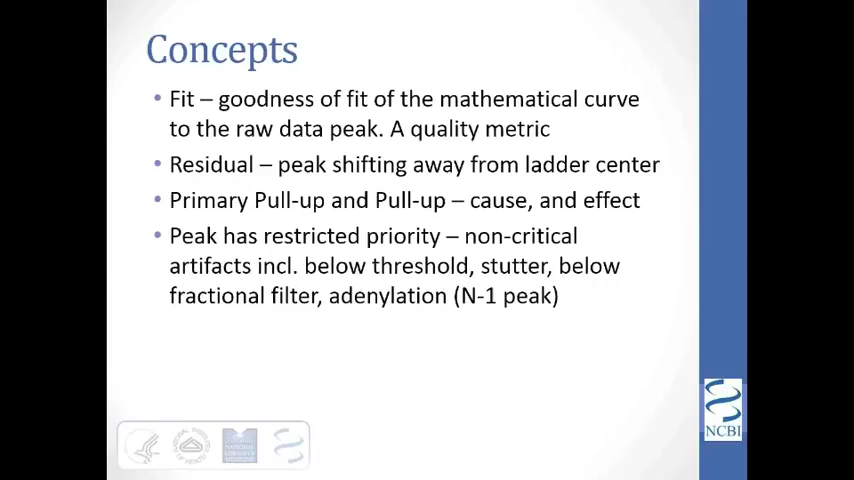 Concepts
• Fit – goodness of fit of the mathematical curve
to the raw data peak. A quality metric
• Residual – peak shifting away from ladder center
• Primary Pull-up and Pull-up – cause, and effect
• Peak has restricted priority – non-critical
artifacts incl. below threshold, stutter, below
fractional filter, adenylation (N-1 peak)
NCBI